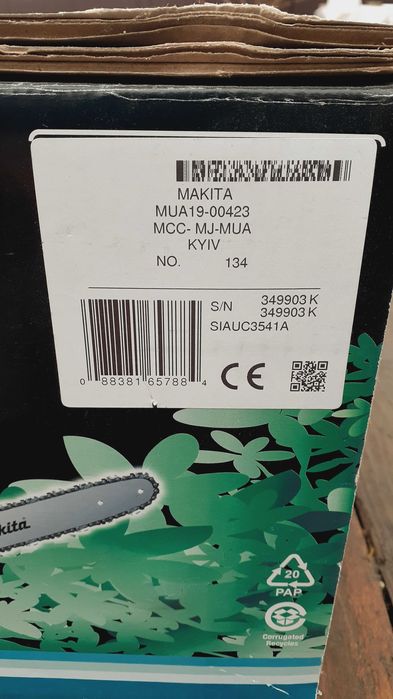 MAKITA
MUA19-00423
MCC- MJ-MUA
KYIV
NO. 134
S/N 349903 K
349903 K
SIAUC3541A
0 88381 65788 4
CE
kita
20
PAP
Corrugated
Recycles